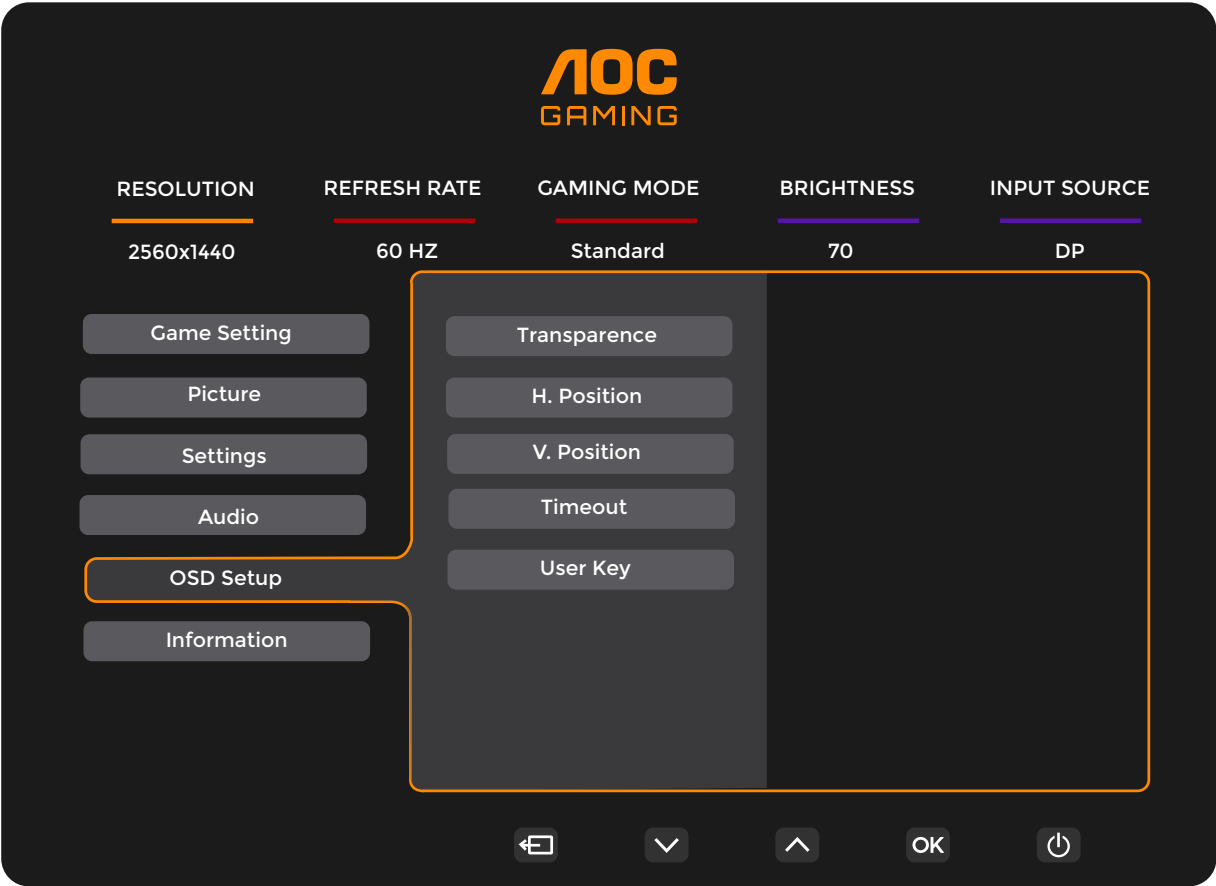 AOC
GAMING
RESOLUTION REFRESH RATE GAMING MODE BRIGHTNESS INPUT SOURCE
2560x1440 60 HZ Standard 70 DP
Game Setting
Picture
Settings
Audio
OSD Setup
Information
Transparence
H. Position
V. Position
Timeout
User Key
OK